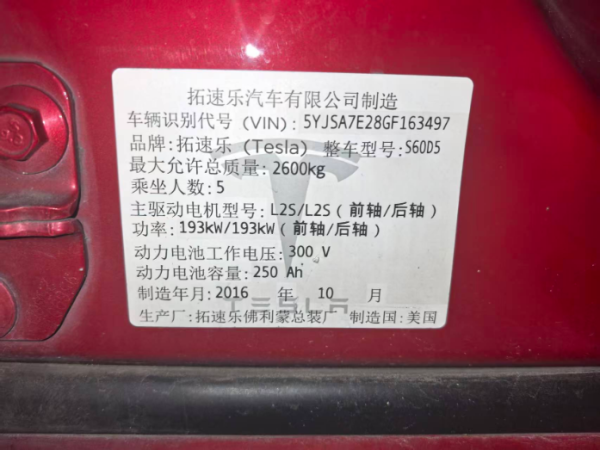 拓速乐汽车有限公司制造
车辆识别代号 (VIN): 5YJSA7E28GF163497
品牌: 拓速乐 (Tesla) 整车型号: S60D5
最大允许总质量: 2600kg
乘坐人数: 5
主驱动电机型号: L2S/L2S (前轴/后轴)
功率: 193kW/193kW (前轴/后轴)
动力电池工作电压: 300 V
动力电池容量: 250 Ah
制造年月: 2016 年 10 月
TESLA
生产厂: 拓速乐佛利蒙总装厂 制造国: 美国